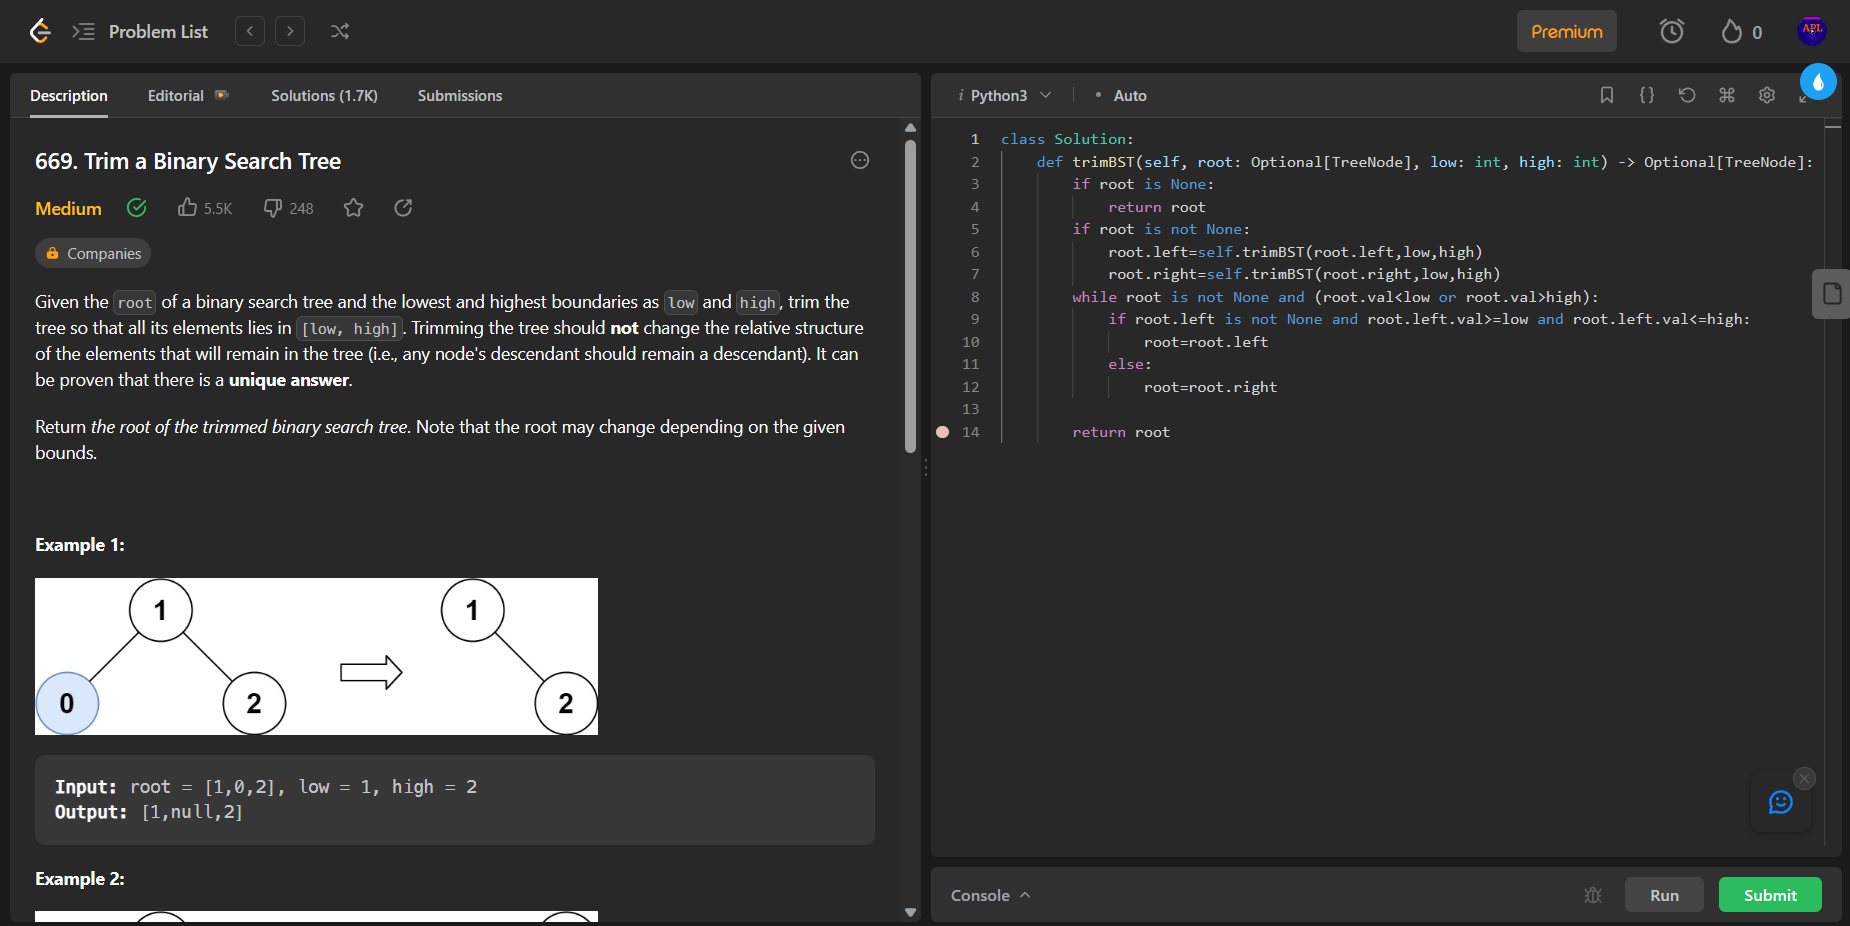 Problem List
Premium
0
APL
Description
Editorial
Solutions (1.7K)
Submissions
669. Trim a Binary Search Tree
Medium
5.5K
248
Companies
Given the root of a binary search tree and the lowest and highest boundaries as low and high, trim the
tree so that all its elements lies in [low, high]. Trimming the tree should not change the relative structure
of the elements that will remain in the tree (i.e., any node's descendant should remain a descendant). It can
be proven that there is a unique answer.
Return the root of the trimmed binary search tree. Note that the root may change depending on the given
bounds.
Example 1:
1
0
2
1
2
Input: root = [1,0,2], low = 1, high = 2
Output: [1,null,2]
Example 2:
i Python3
• Auto
1 class Solution:
2 def trimBST(self, root: Optional[TreeNode], low: int, high: int) -> Optional[TreeNode]:
3 if root is None:
4 return root
5 if root is not None:
6 root.left=self.trimBST(root.left,low,high)
7 root.right=self.trimBST(root.right,low,high)
8 while root is not None and (root.val<low or root.val>high):
9 if root.left is not None and root.left.val>=low and root.left.val<=high:
10 root=root.left
11 else:
12 root=root.right
13
14 return root
Console
Run
Submit